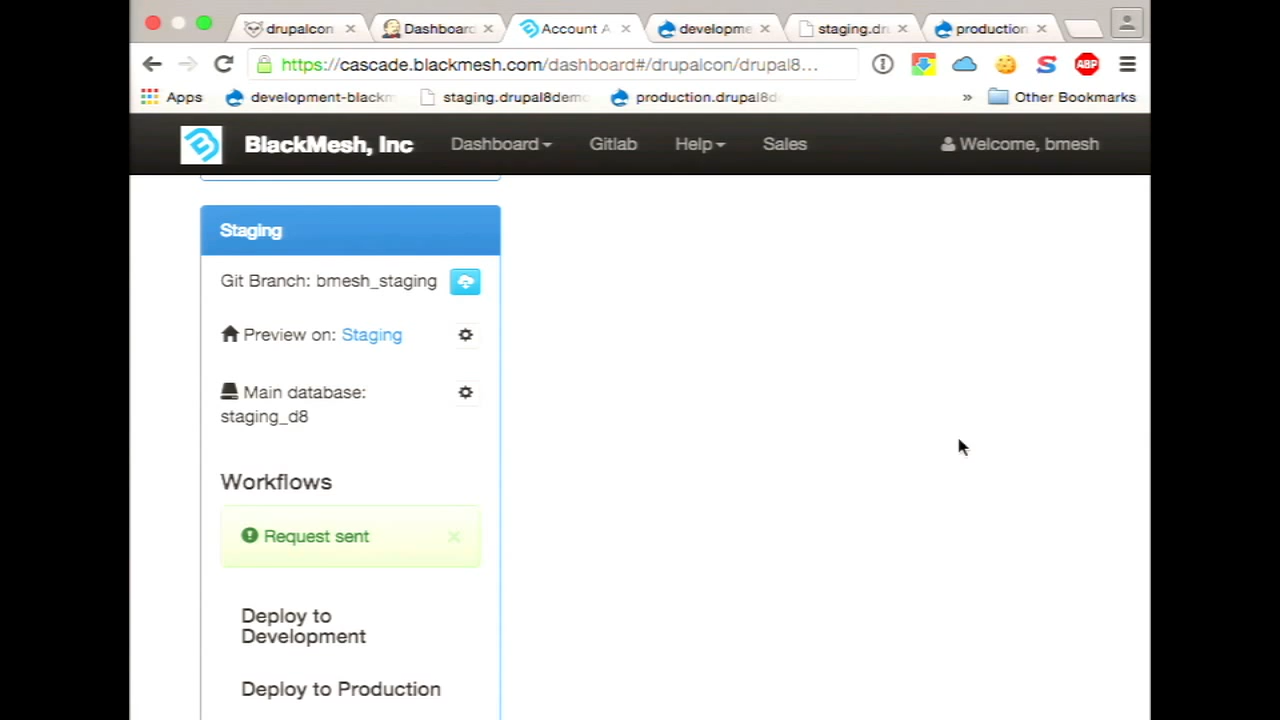 drupalcon
Dashboard
Account A
developme
staging.dr
production
https://cascade.blackmesh.com/dashboard#/drupalcon/drupal8...
ABP
Apps
development-blackm
staging.drupal8demo
production.drupal8d
»
Other Bookmarks
BlackMesh, Inc
Dashboard
Gitlab
Help
Sales
Welcome, bmesh
Staging
Git Branch: bmesh_staging
Preview on: Staging
Main database:
staging_d8
Workflows
Request sent
Deploy to
Development
Deploy to Production